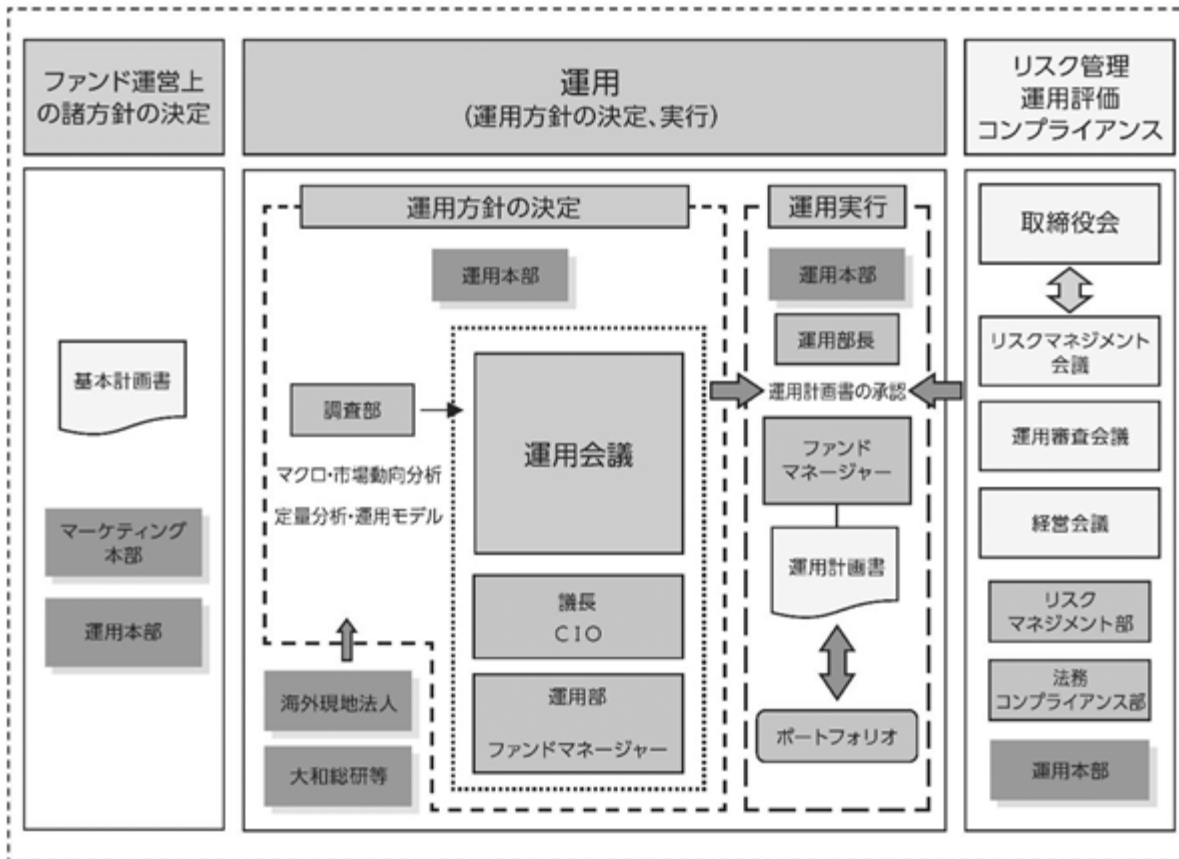 ファンド運営上
の諸方針の決定
運用
(運用方針の決定、実行)
リスク管理
運用評価
コンプライアンス
基本計画書
マーケティング
本部
運用本部
運用方針の決定
運用本部
調査部
マクロ・市場動向分析
定量分析・運用モデル
運用会議
議長
CIO
運用部
ファンドマネージャー
海外現地法人
大和総研等
運用実行
運用本部
運用部長
運用計画書の承認
ファンド
マネージャー
運用計画書
ポートフォリオ
取締役会
リスクマネジメント
会議
運用審査会議
経営会議
リスク
マネジメント部
法務
コンプライアンス部
運用本部